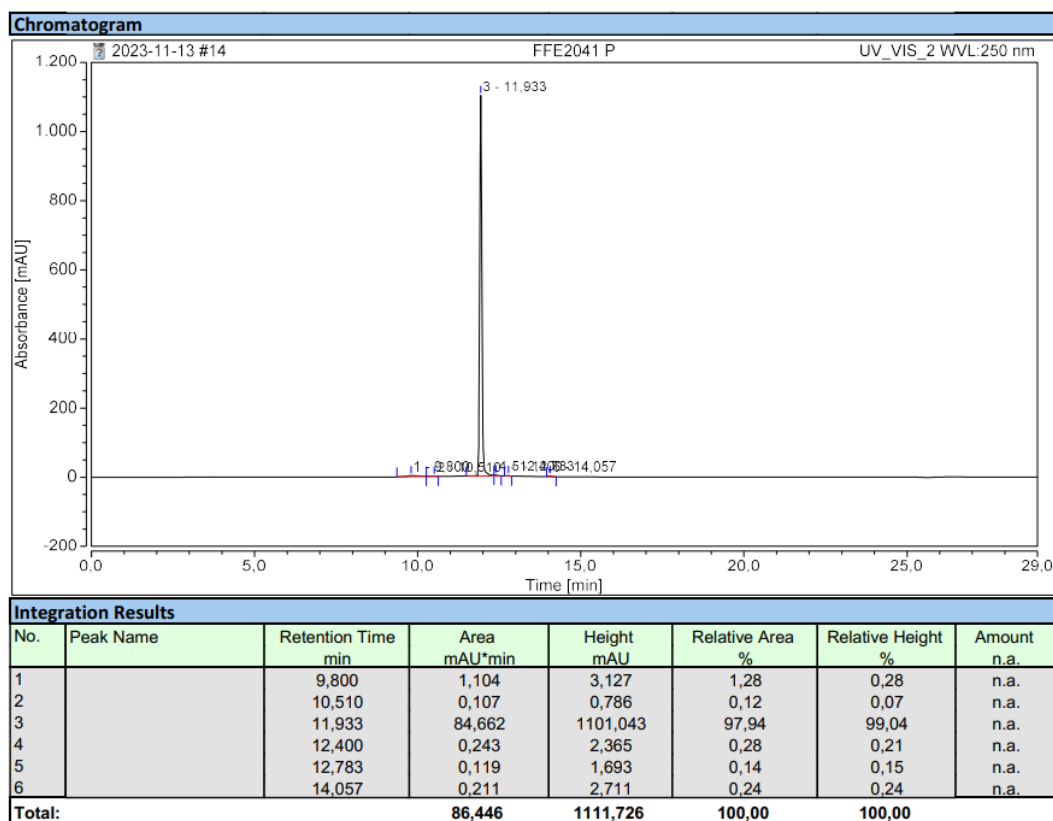 Chromatogram
2023-11-13 #14 FFE2041 P UV_VIS_2 WVL:250 nm
1.200
1.000
800
600
400
200
0
-200
Absorbance [mAU]
3 - 11,933
14,057
0,0 5,0 10,0 15,0 20,0 25,0 29,0
Time [min]
Integration Results
No. Peak Name Retention Time Area Height Relative Area Relative Height Amount
min mAU*min mAU % % n.a.
1 9,800 1,104 3,127 1,28 0,28 n.a.
2 10,510 0,107 0,786 0,12 0,07 n.a.
3 11,933 84,662 1101,043 97,94 99,04 n.a.
4 12,400 0,243 2,365 0,28 0,21 n.a.
5 12,783 0,119 1,693 0,14 0,15 n.a.
6 14,057 0,211 2,711 0,24 0,24 n.a.
Total: 86,446 1111,726 100,00 100,00